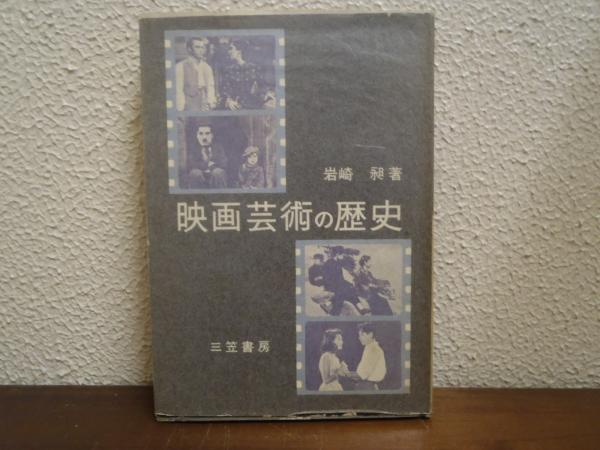 岩崎 昶著
映画芸術の歴史
三笠書房